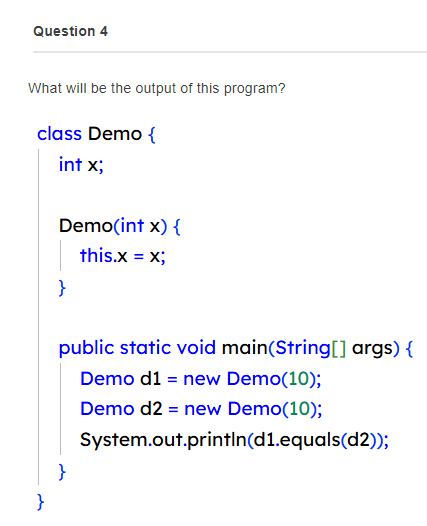 Question 4
What will be the output of this program?
class Demo {
int x;
Demo(int x) {
this.x = x;
}
public static void main(String[] args) {
Demo d1 = new Demo(10);
Demo d2 = new Demo(10);
System.out.println(d1.equals(d2));
}
}